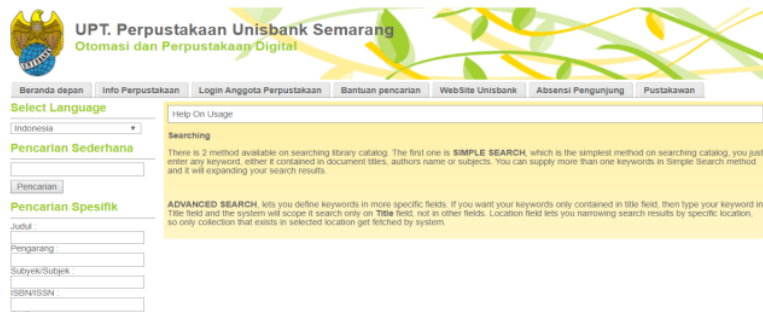 UPT. Perpustakaan Unisbank Semarang
Otomasi dan Perpustakaan Digital
Beranda depan Info Perpustakaan Login Anggota Perpustakaan Bantuan pencarian WebSite Unisbank Absensi Pengunjung Pustakawan
Select Language
Indonesia
Pencarian Sederhana
Pencarian
Pencarian Spesifik
Judul :
Pengarang :
Subyek/Subjek :
ISBN/ISSN :
Help On Usage
Searching
There is 2 method available on searching library catalog. The first one is SIMPLE SEARCH, which is the simplest method on searching catalog, you just
enter any keyword, either it contained in document titles, authors name or subjects. You can supply more than one keywords in Simple Search method
and it will expanding your search results.
ADVANCED SEARCH, lets you define keywords in more specific fields. If you want your keywords only contained in title field, then type your keyword in
Title field and the system will scope it search only on Title field, not in other fields. Location field lets you narrowing search results by specific location,
so only collection that exists in selected location get fetched by system.